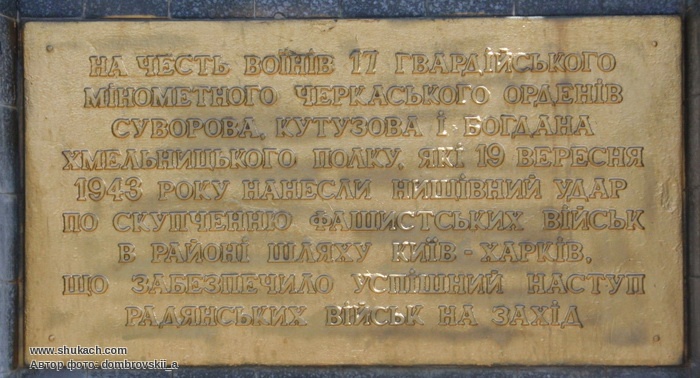 НА ЧЕСТЬ ВОЇНІВ 17 ГВАРДІЙСЬКОГО
МІНОМЕТНОГО ЧЕРКАСЬКОГО ОРДЕНІВ
СУВОРОВА, КУТУЗОВА І БОГДАНА
ХМЕЛЬНИЦЬКОГО ПОЛКУ, ЯКІ 19 ВЕРЕСНЯ
1943 РОКУ НАНЕСЛИ НИЩІВНИЙ УДАР
ПО СКУПЧЕННЮ ФАШИСТСЬКИХ ВІЙСЬК
В РАЙОНІ ШЛЯХУ КИЇВ - ХАРКІВ,
ЩО ЗАБЕЗПЕЧИЛО УСПІШНИЙ НАСТУП
РАДЯНСЬКИХ ВІЙСЬК НА ЗАХІД
www.shukach.com
Автор фото: dombrovskii_a